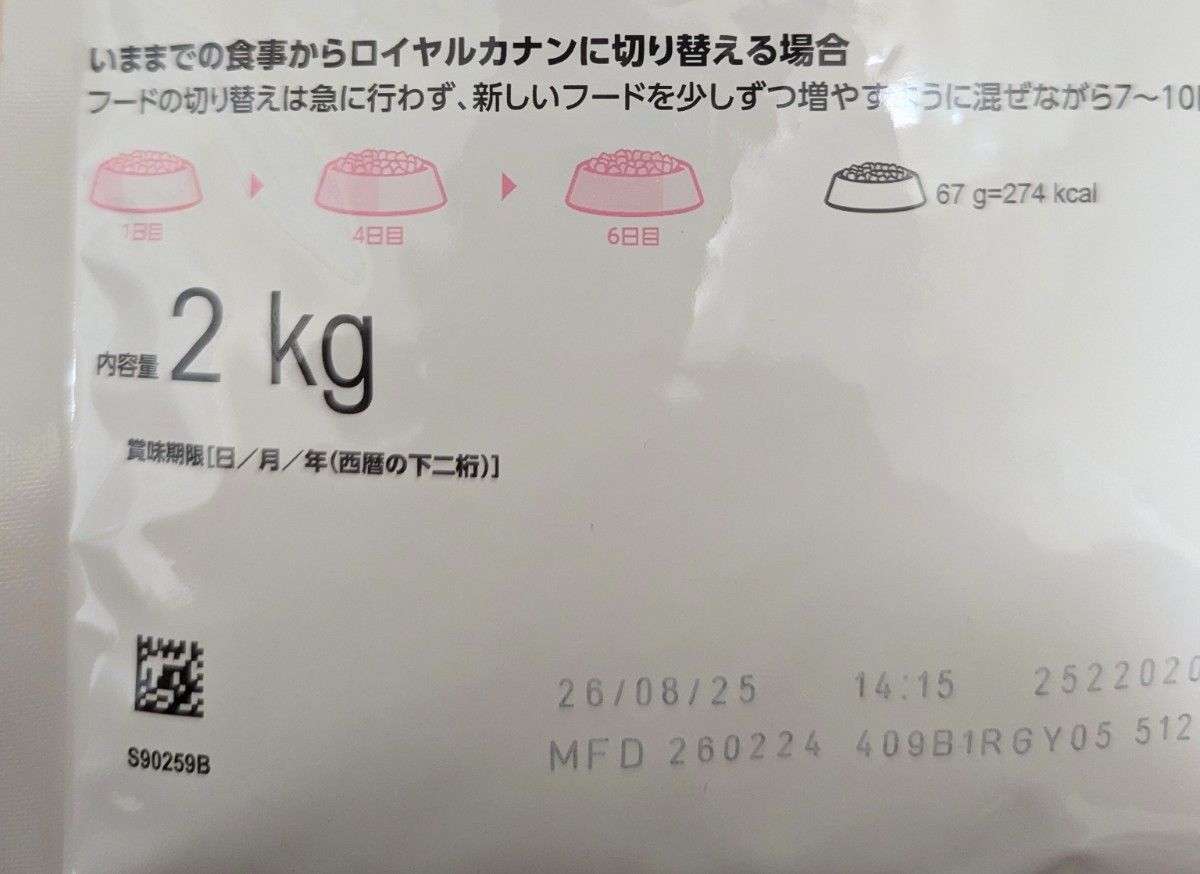 いままでの食事からロイヤルカナンに切り替える場合
フードの切り替えは急に行わず、新しいフードを少しずつ増やすように混ぜながら7～10
1日目
4日目
6日目
67 g=274 kcal
内容量 2 kg
賞味期限[日／月／年(西暦の下二桁)]
26/08/25 14:15 2522020
MFD 260224 409B1RGY05 512
S90259B